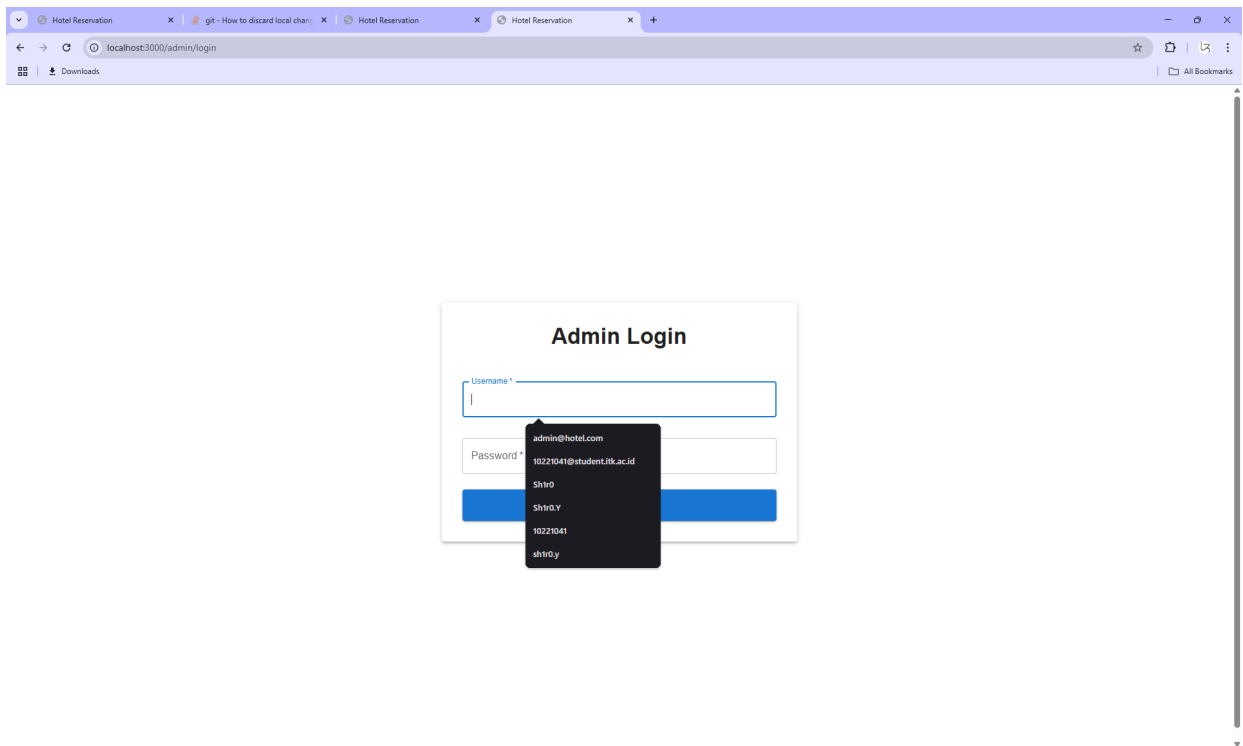 Hotel Reservation
git - How to discard local chan
Hotel Reservation
Hotel Reservation
localhost:3000/admin/login
Downloads
All Bookmarks
Admin Login
Username *
admin@hotel.com
Password *
10221041@student.itk.ac.id
Sh1r0
Sh1r0.Y
10221041
sh1r0.y